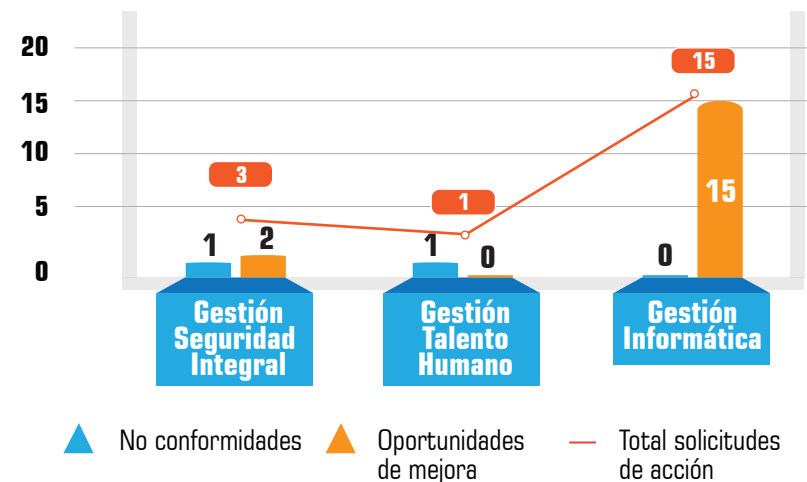 20
15
10
5
0
3
1
15
1
2
1
0
0
15
Gestión
Seguridad
Integral
Gestión
Talento
Humano
Gestión
Informática
No conformidades
Oportunidades
de mejora
Total solicitudes
de acción